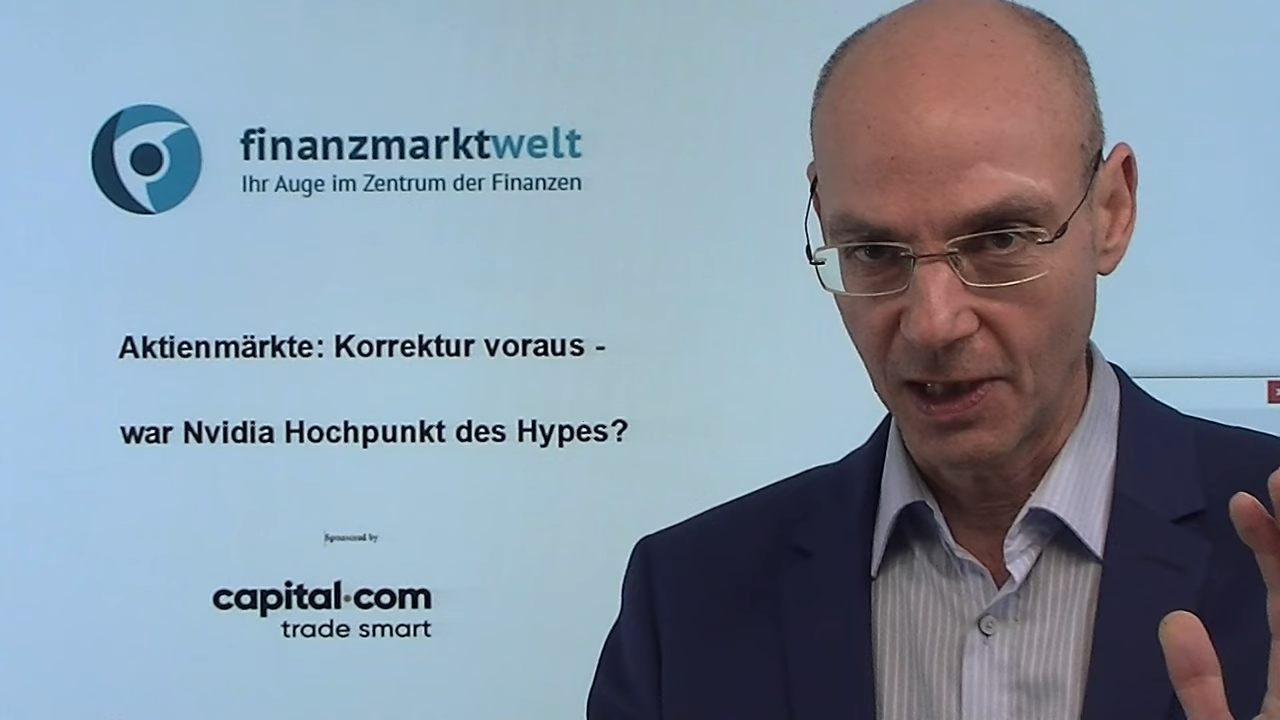 finanzmarktwelt
Ihr Auge im Zentrum der Finanzen
Aktienmärkte: Korrektur voraus -
war Nvidia Hochpunkt des Hypes?
Sponsored by
capital.com
trade smart